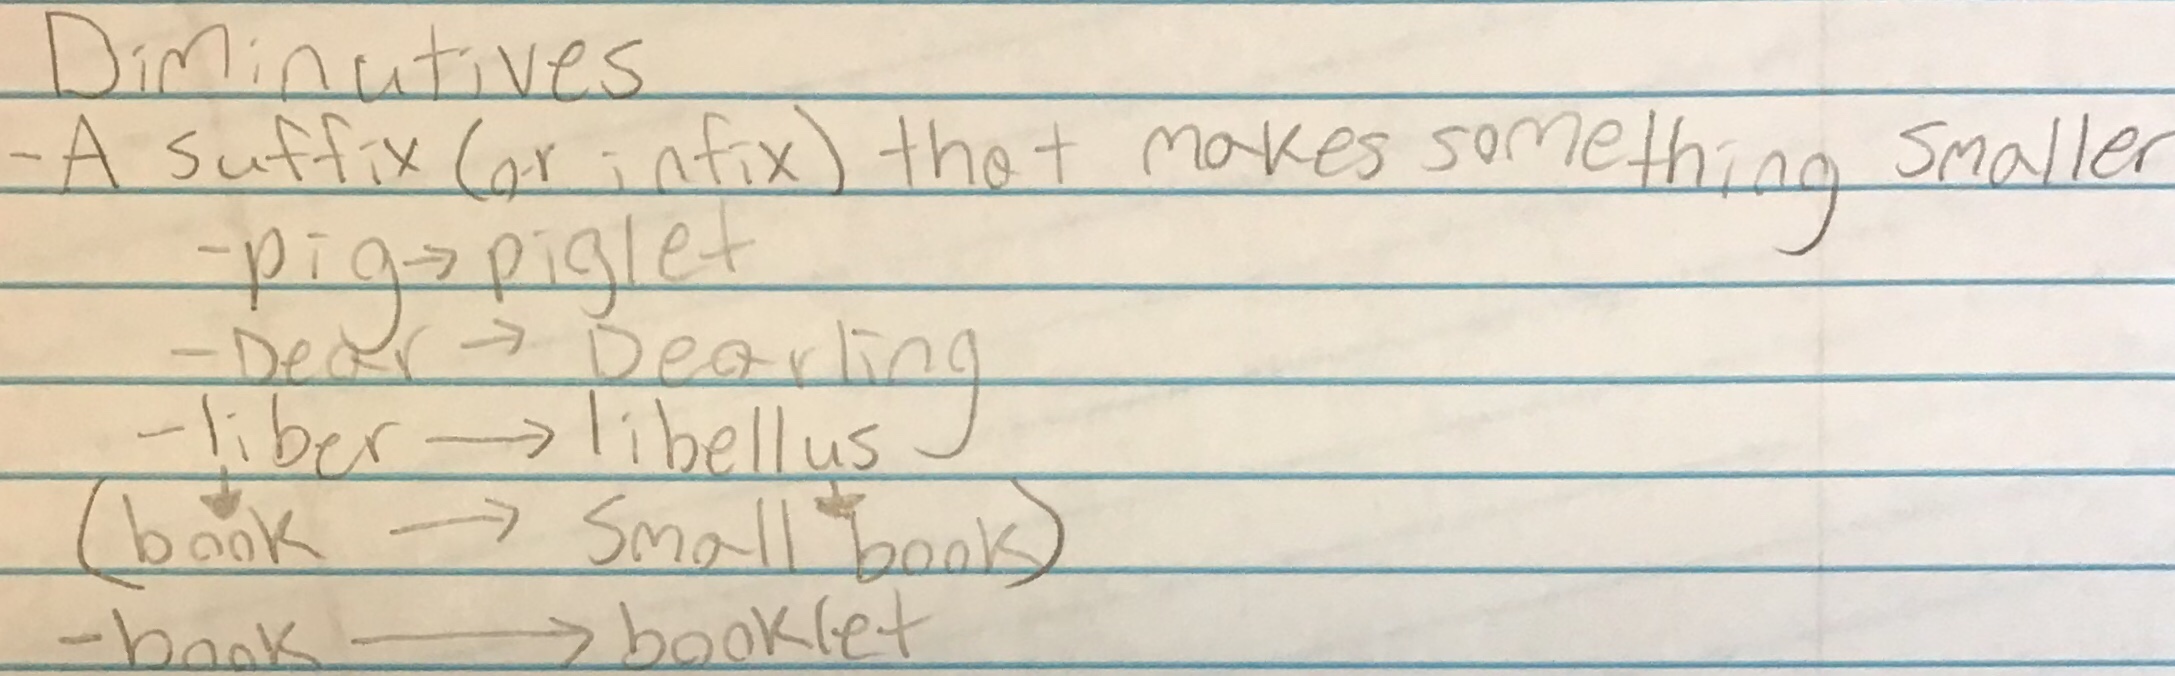 Diminutives
-A suffix (or infix) that makes something smaller
-pig→piglet
-Dear → Dearling
-liber → libellus
(book → Small book)
-book → booklet